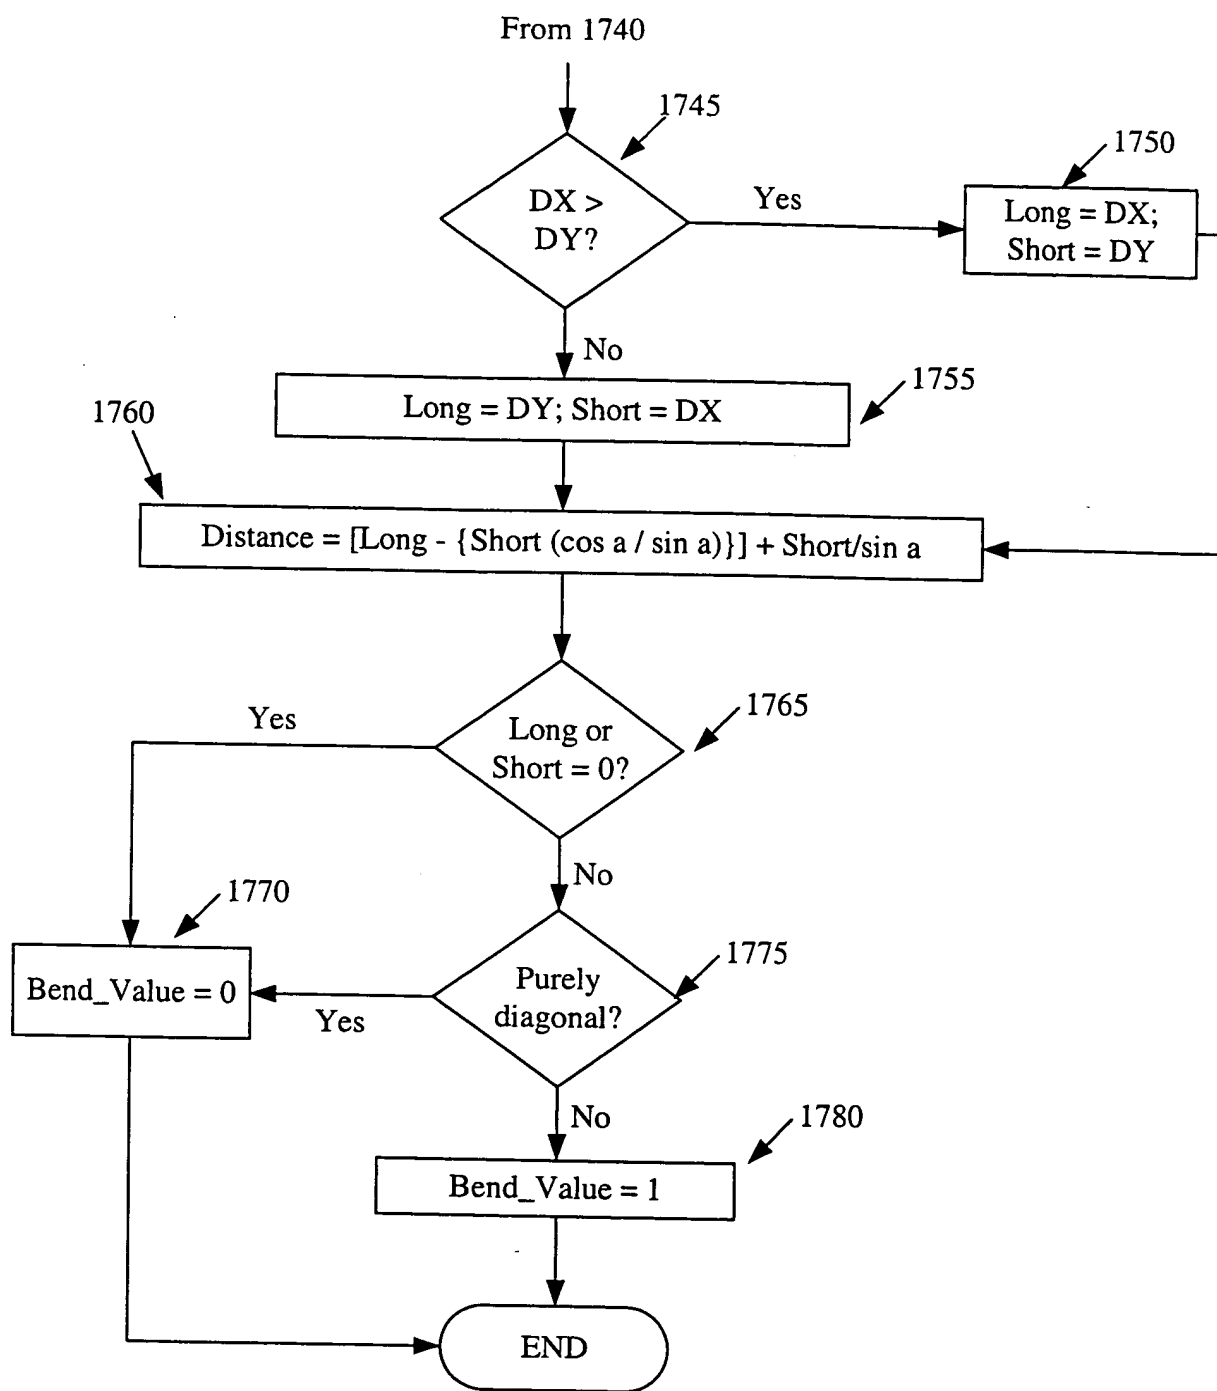 From 1740
1745
DX >
DY?
Yes
1750
Long = DX;
Short = DY
No
1755
Long = DY; Short = DX
1760
Distance = [Long - {Short (cos a / sin a)}] + Short/sin a
1765
Long or
Short = 0?
Yes
No
1770
Bend_Value = 0
1775
Purely
diagonal?
Yes
No
1780
Bend_Value = 1
END